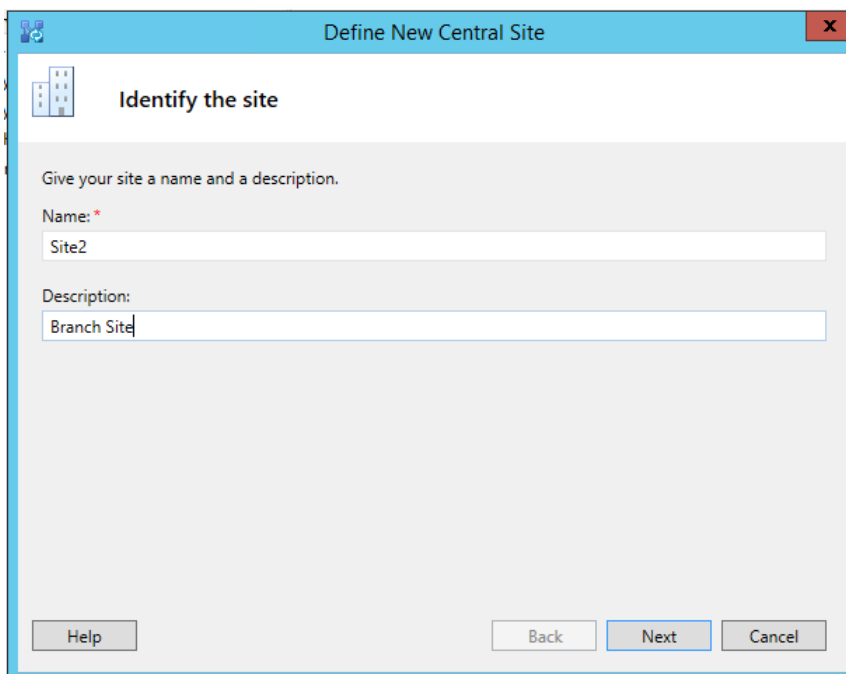 Define New Central Site
x
Identify the site
Give your site a name and a description.
Name: *
Site2
Description:
Branch Site
Help
Back
Next
Cancel